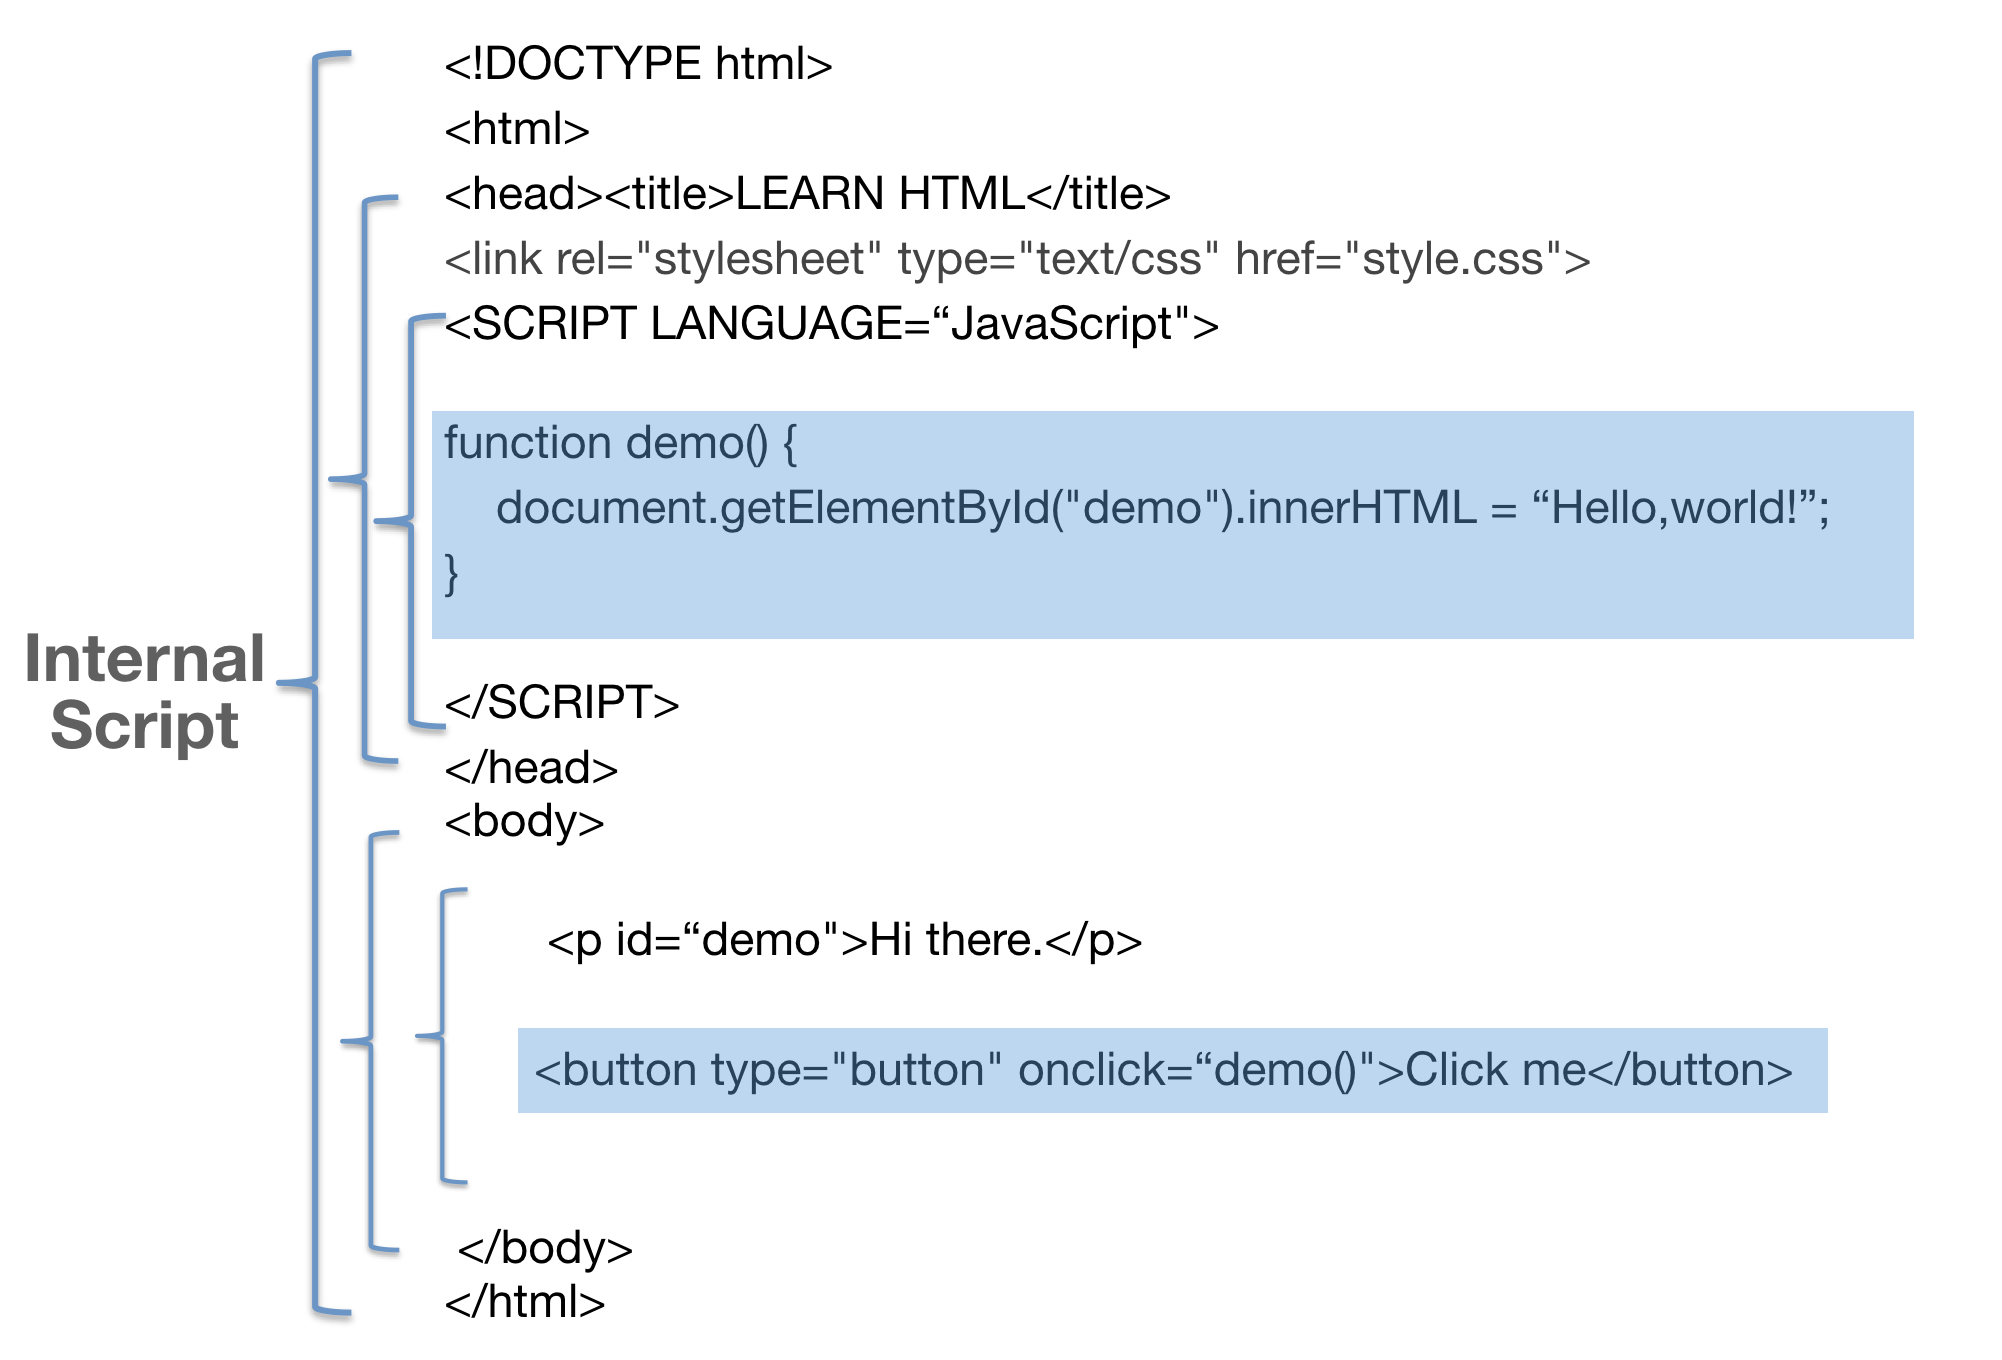 <!DOCTYPE html>
<html>
<head><title>LEARN HTML</title>
<link rel="stylesheet" type="text/css" href="style.css">
<SCRIPT LANGUAGE=“JavaScript">
function demo() {
document.getElementById("demo").innerHTML = “Hello,world!”;
}
Internal
Script
</SCRIPT>
</head>
<body>
<p id=“demo">Hi there.</p>
<button type="button" onclick=“demo()">Click me</button>
</body>
</html>